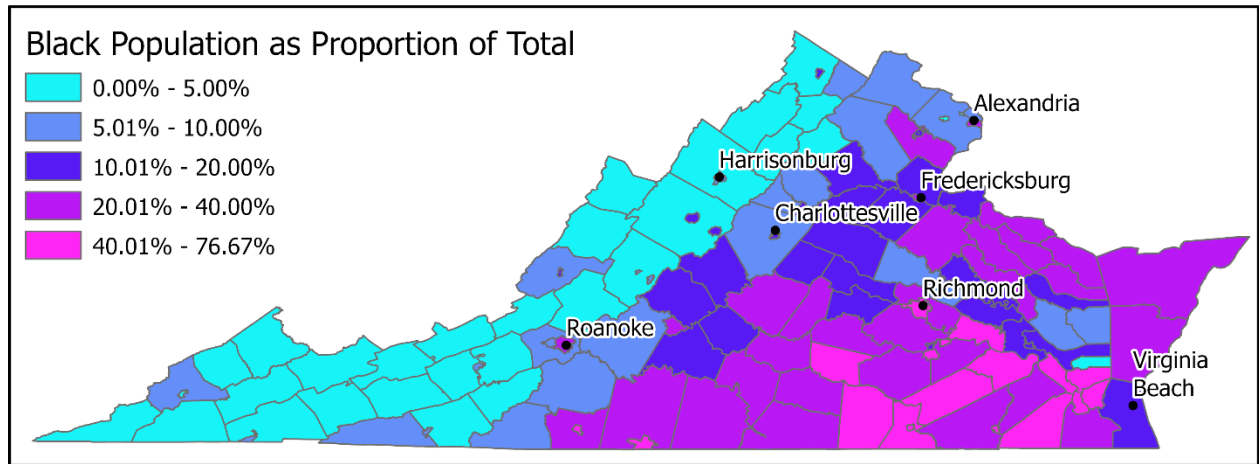 Black Population as Proportion of Total
0.00% - 5.00%
5.01% - 10.00%
10.01% - 20.00%
20.01% - 40.00%
40.01% - 76.67%
Alexandria
Harrisonburg
Fredericksburg
Charlottesville
Richmond
Roanoke
Virginia
Beach